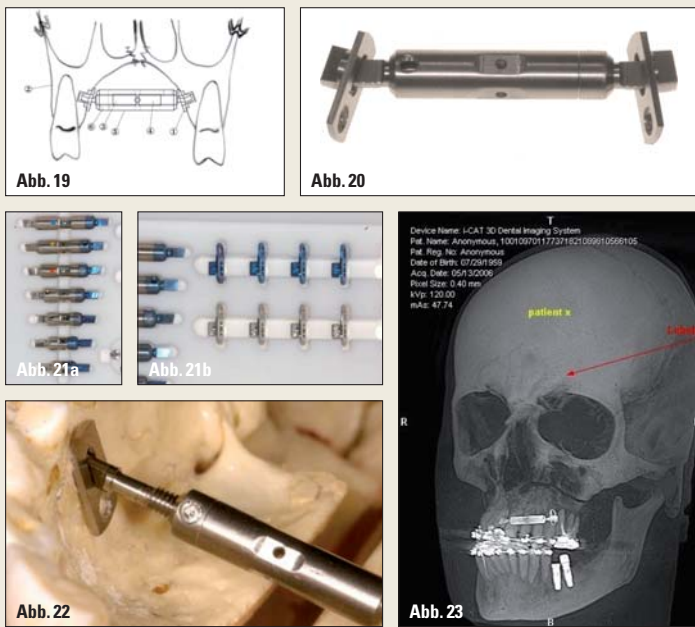 Abb. 19
Abb. 20
Abb. 21a
Abb. 21b
Abb. 22
T
Device Name: i-CAT 3D Dental Imaging System
Pat. Name: Anonymous, 100109701177371821089810566105
Pat. Reg. No: Anonymous
Date of Birth: 07/29/1959
Acq. Date: 05/13/2006
Pixel Size: 0.40 mm
kVp: 120.00
mAs: 47.74
patient x
R
B
Abb. 23